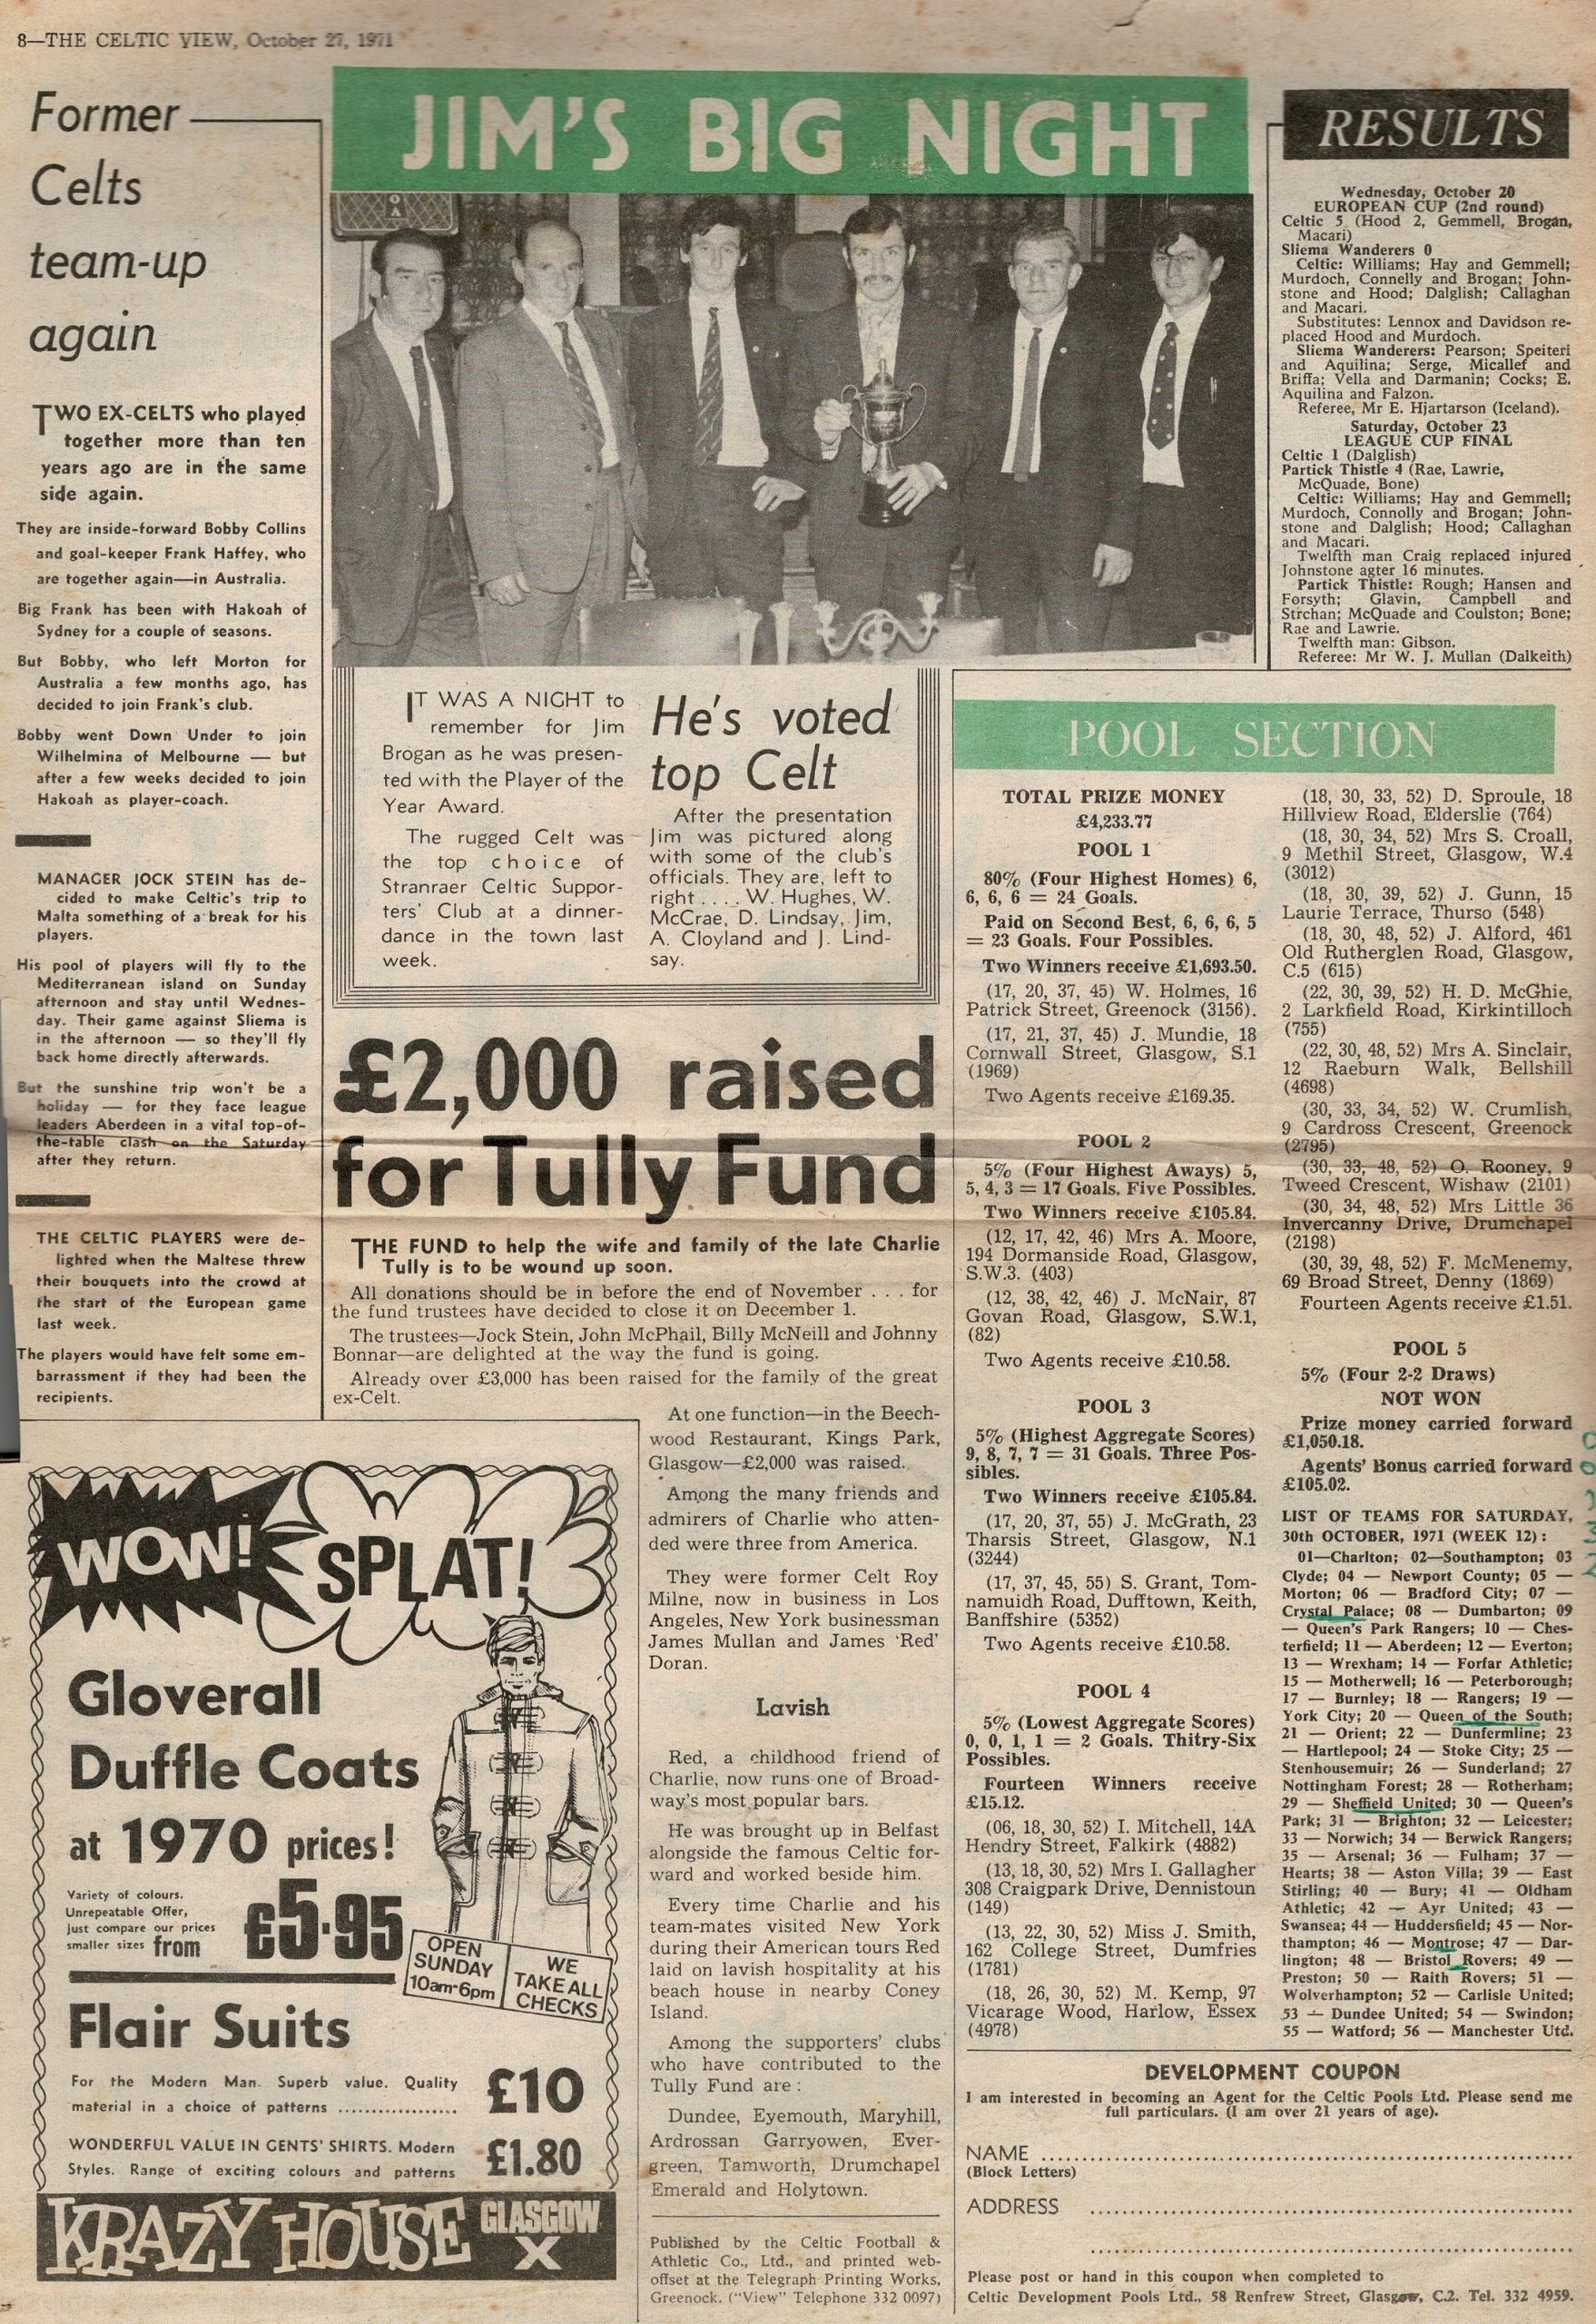 8—THE CELTIC VIEW, October 27, 1971
Former
Celts
team-up
again
TWO EX-CELTS who played
together more than ten
years ago are in the same
side again.
They are inside-forward Bobby Collins
and goal-keeper Frank Haffey, who
are together again—in Australia.
Big Frank has been with Hakoah of
Sydney for a couple of seasons.
But Bobby, who left Morton for
Australia a few months ago, has
decided to join Frank's club.
Bobby went Down Under to join
Wilhelmina of Melbourne — but
after a few weeks decided to join
Hakoah as player-coach.
MANAGER JOCK STEIN has de-
cided to make Celtic's trip to
Malta something of a break for his
players.
His pool of players will fly to the
Mediterranean island on Sunday
afternoon and stay until Wednes-
day. Their game against Sliema is
in the afternoon — so they'll fly
back home directly afterwards.
But the sunshine trip won't be a
holiday — for they face league
leaders Aberdeen in a vital top-of-
the-table clash on the Saturday
after they return.
THE CELTIC PLAYERS were de-
lighted when the Maltese threw
their bouquets into the crowd at
the start of the European game
last week.
The players would have felt some em-
barrassment if they had been the
recipients.
JIM'S BIG NIGHT
IT WAS A NIGHT to
remember for Jim
Brogan as he was presen-
ted with the Player of the
Year Award.
The rugged Celt was
the top choice of
Stranraer Celtic Suppor-
ters' Club at a dinner-
dance in the town last
week.
He's voted
top Celt
After the presentation
Jim was pictured along
with some of the club's
officials. They are, left to
right .... W. Hughes, W.
McCrae, D. Lindsay, Jim,
A. Cloyland and J. Lind-
say.
£2,000 raised
for Tully Fund
THE FUND to help the wife and family of the late Charlie
Tully is to be wound up soon.
All donations should be in before the end of November . . . for
the fund trustees have decided to close it on December 1.
The trustees—Jock Stein, John McPhail, Billy McNeill and Johnny
Bonnar—are delighted at the way the fund is going.
Already over £3,000 has been raised for the family of the great
ex-Celt.
At one function—in the Beech-
wood Restaurant, Kings Park,
Glasgow—£2,000 was raised.
Among the many friends and
admirers of Charlie who atten-
ded were three from America.
They were former Celt Roy
Milne, now in business in Los
Angeles, New York businessman
James Mullan and James 'Red'
Doran.
Lavish
Red, a childhood friend of
Charlie, now runs one of Broad-
way's most popular bars.
He was brought up in Belfast
alongside the famous Celtic for-
ward and worked beside him.
Every time Charlie and his
team-mates visited New York
during their American tours Red
laid on lavish hospitality at his
beach house in nearby Coney
Island.
Among the supporters' clubs
who have contributed to the
Tully Fund are :
Dundee, Eyemouth, Maryhill,
Ardrossan Garryowen, Ever-
green, Tamworth, Drumchapel
Emerald and Holytown.
Published by the Celtic Football &
Athletic Co., Ltd., and printed web-
offset at the Telegraph Printing Works,
Greenock. ("View" Telephone 332 0097)
WOW!
SPLAT!
Gloverall
Duffle Coats
at 1970 prices!
Variety of colours.
Unrepeatable Offer,
just compare our prices
smaller sizes from
£5·95
OPEN
SUNDAY
10am-6pm
WE
TAKE ALL
CHECKS
Flair Suits
For the Modern Man. Superb value. Quality
material in a choice of patterns ..................
£10
WONDERFUL VALUE IN GENTS' SHIRTS. Modern
Styles. Range of exciting colours and patterns
£1.80
KRAZY HOUSE GLASGOW
X
RESULTS
Wednesday, October 20
EUROPEAN CUP (2nd round)
Celtic 5 (Hood 2, Gemmell, Brogan,
Macari)
Sliema Wanderers 0
Celtic: Williams; Hay and Gemmell;
Murdoch, Connelly and Brogan; John-
stone and Hood; Dalglish; Callaghan
and Macari.
Substitutes: Lennox and Davidson re-
placed Hood and Murdoch.
Sliema Wanderers: Pearson; Speiteri
and Aquilina; Serge, Micallef and
Briffa; Vella and Darmanin; Cocks; E.
Aquilina and Falzon.
Referee, Mr E. Hjartarson (Iceland).
Saturday, October 23
LEAGUE CUP FINAL
Celtic 1 (Dalglish)
Partick Thistle 4 (Rae, Lawrie,
McQuade, Bone)
Celtic: Williams; Hay and Gemmell;
Murdoch, Connolly and Brogan; John-
stone and Dalglish; Hood; Callaghan
and Macari.
Twelfth man Craig replaced injured
Johnstone agter 16 minutes.
Partick Thistle: Rough; Hansen and
Forsyth; Glavin, Campbell and
Strchan; McQuade and Coulston; Bone;
Rae and Lawrie.
Twelfth man: Gibson.
Referee: Mr W. J. Mullan (Dalkeith)
POOL SECTION
TOTAL PRIZE MONEY
£4,233.77
POOL 1
80% (Four Highest Homes) 6,
6, 6, 6 = 24 Goals.
Paid on Second Best, 6, 6, 6, 5
= 23 Goals. Four Possibles.
Two Winners receive £1,693.50.
(17, 20, 37, 45) W. Holmes, 16
Patrick Street, Greenock (3156).
(17, 21, 37, 45) J. Mundie, 18
Cornwall Street, Glasgow, S.1
(1969)
Two Agents receive £169.35.
POOL 2
5% (Four Highest Aways) 5,
5, 4, 3 = 17 Goals. Five Possibles.
Two Winners receive £105.84.
(12, 17, 42, 46) Mrs A. Moore,
194 Dormanside Road, Glasgow,
S.W.3. (403)
(12, 38, 42, 46) J. McNair, 87
Govan Road, Glasgow, S.W.1,
(82)
Two Agents receive £10.58.
POOL 3
5% (Highest Aggregate Scores)
9, 8, 7, 7 = 31 Goals. Three Pos-
sibles.
Two Winners receive £105.84.
(17, 20, 37, 55) J. McGrath, 23
Tharsis Street, Glasgow, N.1
(3244)
(17, 37, 45, 55) S. Grant, Tom-
namuidh Road, Dufftown, Keith,
Banffshire (5352)
Two Agents receive £10.58.
POOL 4
5% (Lowest Aggregate Scores)
0, 0, 1, 1 = 2 Goals. Thitry-Six
Possibles.
Fourteen Winners receive
£15.12.
(06, 18, 30, 52) I. Mitchell, 14A
Hendry Street, Falkirk (4882)
(13, 18, 30, 52) Mrs I. Gallagher
308 Craigpark Drive, Dennistoun
(149)
(13, 22, 30, 52) Miss J. Smith,
162 College Street, Dumfries
(1781)
(18, 26, 30, 52) M. Kemp, 97
Vicarage Wood, Harlow, Essex
(4978)
(18, 30, 33, 52) D. Sproule, 18
Hillview Road, Elderslie (764)
(18, 30, 34, 52) Mrs S. Croall,
9 Methil Street, Glasgow, W.4
(3012)
(18, 30, 39, 52) J. Gunn, 15
Laurie Terrace, Thurso (548)
(18, 30, 48, 52) J. Alford, 461
Old Rutherglen Road, Glasgow,
C.5 (615)
(22, 30, 39, 52) H. D. McGhie,
2 Larkfield Road, Kirkintilloch
(755)
(22, 30, 48, 52) Mrs A. Sinclair,
12 Raeburn Walk, Bellshill
(4698)
(30, 33, 34, 52) W. Crumlish,
9 Cardross Crescent, Greenock
(2795)
(30, 33, 48, 52) O. Rooney, 9
Tweed Crescent, Wishaw (2101)
(30, 34, 48, 52) Mrs Little 36
Invercanny Drive, Drumchapel
(2198)
(30, 39, 48, 52) F. McMenemy,
69 Broad Street, Denny (1869)
Fourteen Agents receive £1.51.
POOL 5
5% (Four 2-2 Draws)
NOT WON
Prize money carried forward
£1,050.18.
Agents' Bonus carried forward
£105.02.
LIST OF TEAMS FOR SATURDAY,
30th OCTOBER, 1971 (WEEK 12) :
01—Charlton; 02—Southampton; 03
Clyde; 04 — Newport County; 05 —
Morton; 06 — Bradford City; 07 —
Crystal Palace; 08 — Dumbarton; 09
— Queen's Park Rangers; 10 — Ches-
terfield; 11 — Aberdeen; 12 — Everton;
13 — Wrexham; 14 — Forfar Athletic;
15 — Motherwell; 16 — Peterborough;
17 — Burnley; 18 — Rangers; 19 —
York City; 20 — Queen of the South;
21 — Orient; 22 — Dunfermline; 23
— Hartlepool; 24 — Stoke City; 25 —
Stenhousemuir; 26 — Sunderland; 27
Nottingham Forest; 28 — Rotherham;
29 — Sheffield United; 30 — Queen's
Park; 31 — Brighton; 32 — Leicester;
33 — Norwich; 34 — Berwick Rangers;
35 — Arsenal; 36 — Fulham; 37 —
Hearts; 38 — Aston Villa; 39 — East
Stirling; 40 — Bury; 41 — Oldham
Athletic; 42 — Ayr United; 43 —
Swansea; 44 — Huddersfield; 45 — Nor-
thampton; 46 — Montrose; 47 — Dar-
lington; 48 — Bristol Rovers; 49 —
Preston; 50 — Raith Rovers; 51 —
Wolverhampton; 52 — Carlisle United;
53 — Dundee United; 54 — Swindon;
55 — Watford; 56 — Manchester Utd.
DEVELOPMENT COUPON
I am interested in becoming an Agent for the Celtic Pools Ltd. Please send me
full particulars. (I am over 21 years of age).
NAME ..........
(Block Letters)
ADDRESS ..........
Please post or hand in this coupon when completed to
Celtic Development Pools Ltd., 58 Renfrew Street, Glasgow, C.2. Tel. 332 4959.